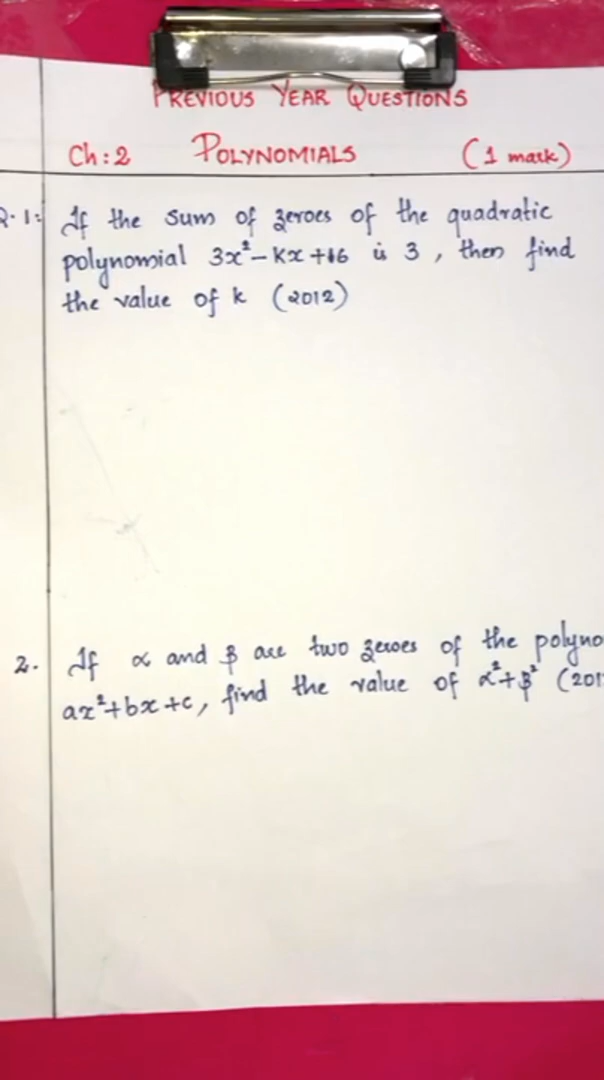 PREVIOUS YEAR QUESTIONS
Ch:2 POLYNOMIALS (1 mark)
Q.1: If the sum of zeroes of the quadratic
polynomial 3x²-kx+16 is 3, then find
the value of k (2012)
2. If α and β are two zeroes of the polyno
ax²+bx+c, find the value of α²+β² (201